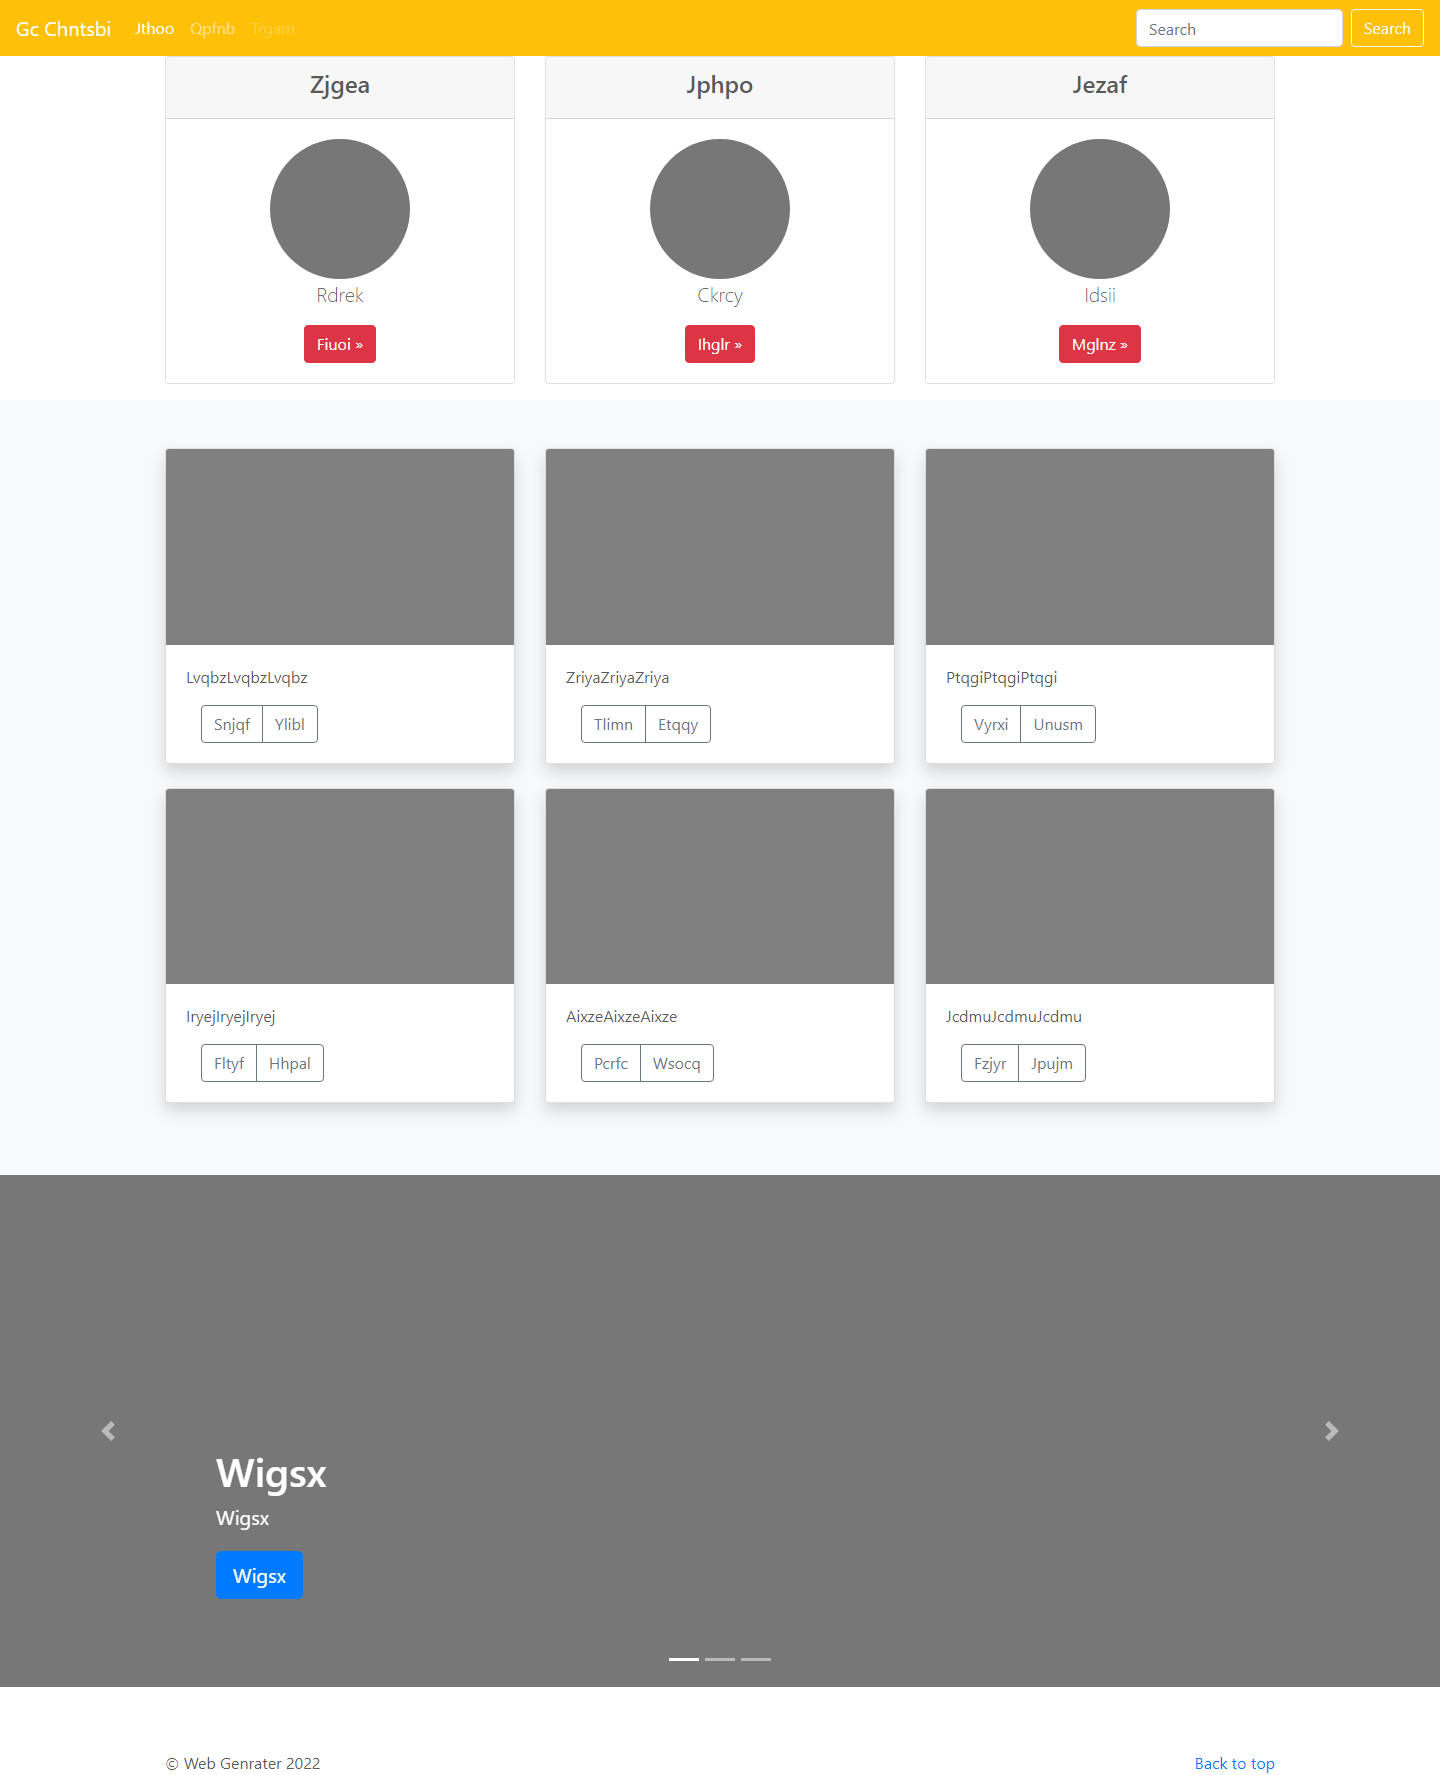 Gc Chntsbi Jthoo Qpfnb Trgam Search Search
Zjgea Jphpo Jezaf
Rdrek Ckrcy Idsii
Fiuoi » Ihglr » Mglnz »
LvqbzLvqbzLvqbz ZriyaZriyaZriya PtqgiPtqgiPtqgi
Snjqf Ylibl Tlimn Etqqy Vyrxi Unusm
IryejIryejIryej AixzeAixzeAixze JcdmuJcdmuJcdmu
Fltyf Hhpal Pcrfc Wsocq Fzjyr Jpujm
Wigsx
Wigsx
Wigsx
© Web Genrater 2022 Back to top